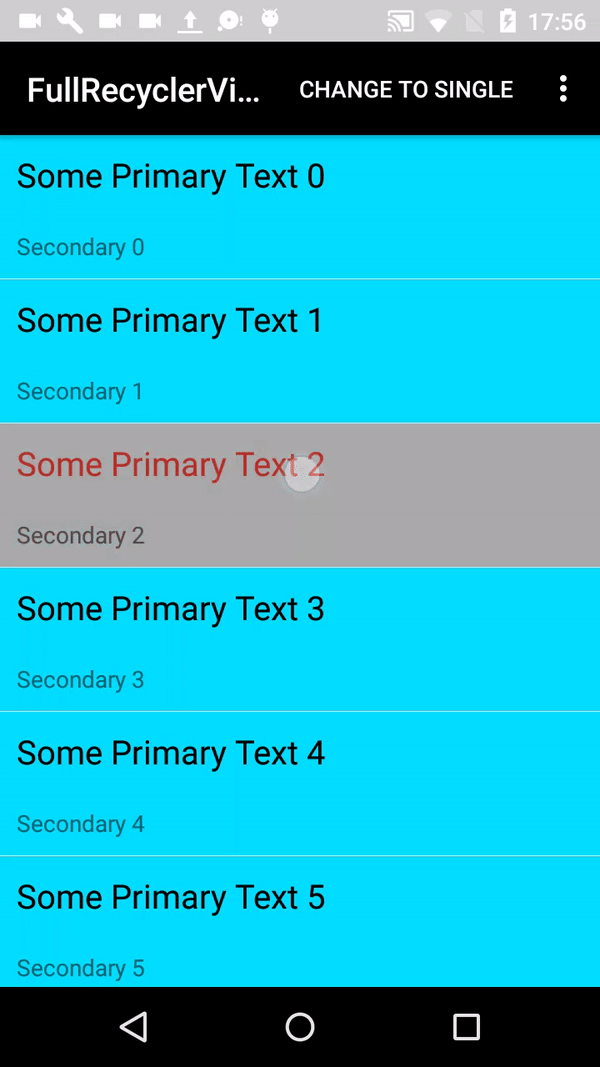 17:56
FullRecyclerVi... CHANGE TO SINGLE
Some Primary Text 0
Secondary 0
Some Primary Text 1
Secondary 1
Some Primary Text 2
Secondary 2
Some Primary Text 3
Secondary 3
Some Primary Text 4
Secondary 4
Some Primary Text 5
Secondary 5